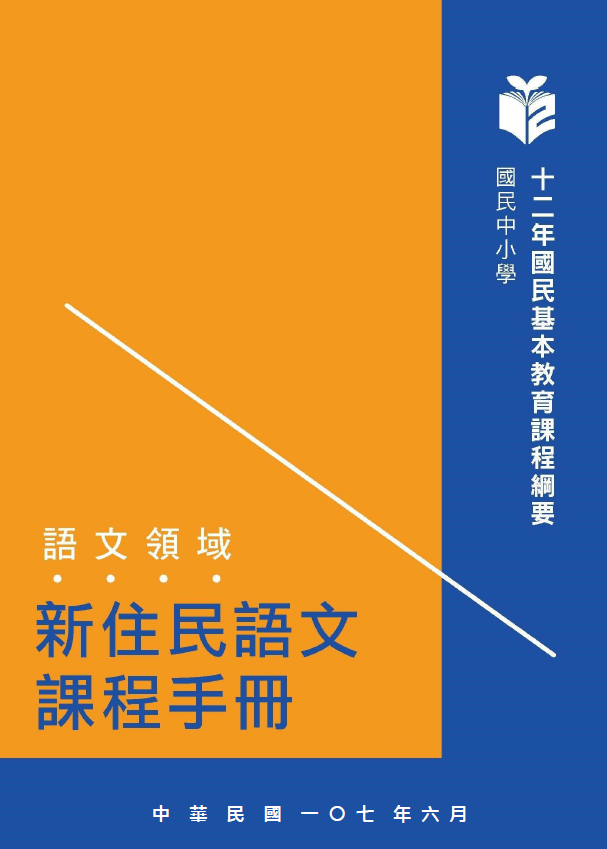 十二年國民基本教育課程綱要
國民中小學
語文領域
新住民語文
課程手冊
中華民國一〇七年六月